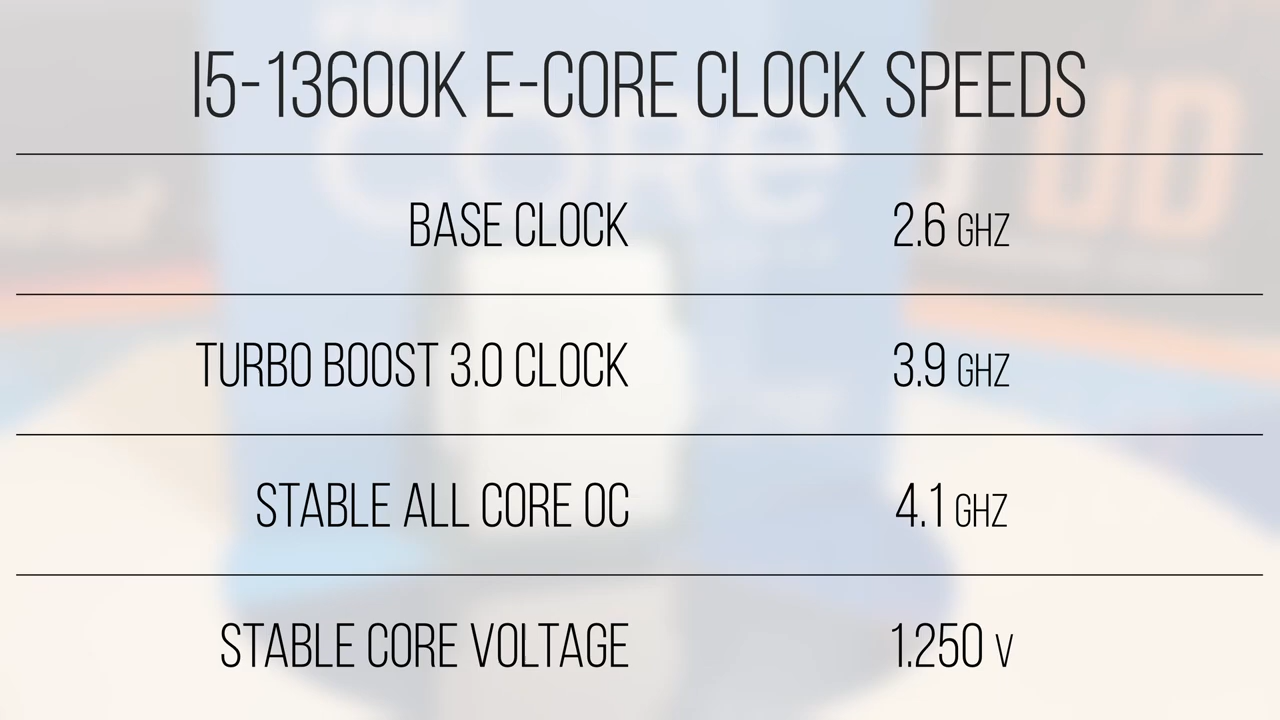 I5-13600K E-CORE CLOCK SPEEDS
BASE CLOCK 2.6 GHZ
TURBO BOOST 3.0 CLOCK 3.9 GHZ
STABLE ALL CORE OC 4.1 GHZ
STABLE CORE VOLTAGE 1.250 V